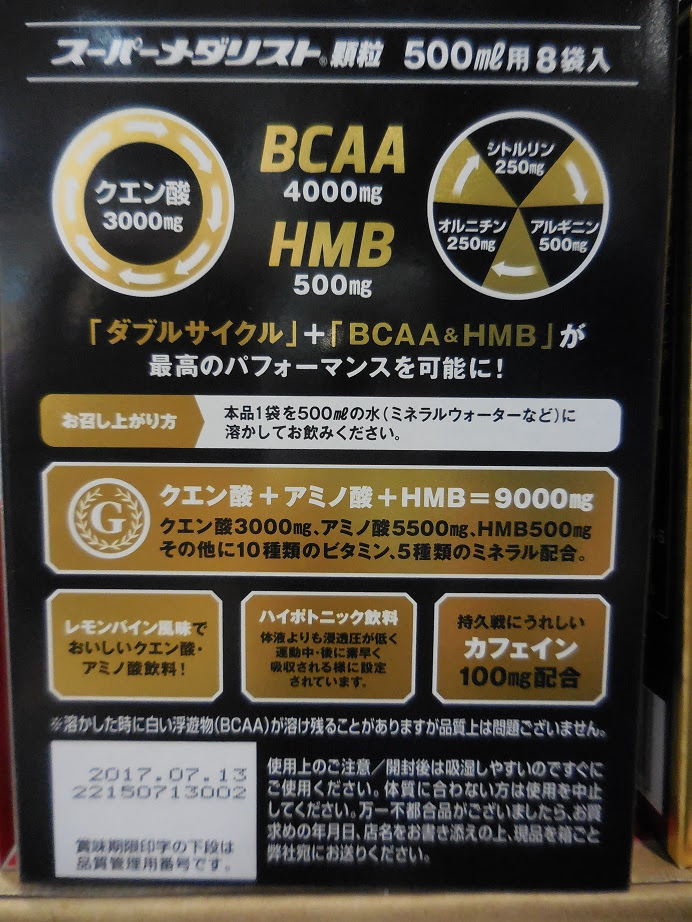 スーパーメダリスト®顆粒 500ml用 8袋入
クエン酸
3000mg
BCAA
4000mg
HMB
500mg
シトルリン
250mg
オルニチン
250mg
アルギニン
500mg
「ダブルサイクル」+「BCAA&HMB」が
最高のパフォーマンスを可能に!
お召し上がり方
本品1袋を500mlの水(ミネラルウォーターなど)に
溶かしてお飲みください。
G
クエン酸+アミノ酸+HMB=9000mg
クエン酸3000mg、アミノ酸5500mg、HMB500mg
その他に10種類のビタミン、5種類のミネラル配合。
レモンバイン風味で
おいしいクエン酸・
アミノ酸飲料!
ハイポトニック飲料
体液よりも浸透圧が低く
運動中・後に素早く
吸収される様に設定
されています。
持久戦にうれしい
カフェイン
100mg配合
※溶かした時に白い浮遊物(BCAA)が溶け残ることがありますが品質上は問題ございません。
2017.07.13
22150713002
賞味期限印字の下段は
品質管理用番号です。
使用上のご注意/開封後は吸湿しやすいのですぐに
ご使用ください。体質に合わない方は使用を中止
してください。万一不都合品がございましたら、お買
求めの年月日、店名をお書き添えの上、現品を箱ごと
弊社宛にお送りください。